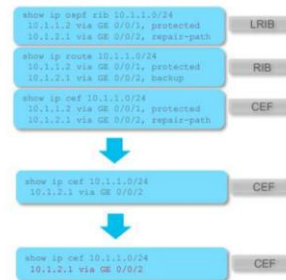 show ip ospf rib 10.1.1.0/24
10.1.1.2 via GE 0/0/1, protected
10.1.2.1 via GE 0/0/2, repair-path
LRIB
show ip route 10.1.1.0/24
10.1.1.2 via GE 0/0/1, protected
10.1.2.1 via GE 0/0/2, backup
RIB
show ip cef 10.1.1.0/24
10.1.1.2 via GE 0/0/1, protected
10.1.2.1 via GE 0/0/2, repair-path
CEF
show ip cef 10.1.1.0/24
10.1.2.1 via GE 0/0/2
CEF
show ip cef 10.1.1.0/24
10.1.2.1 via GE 0/0/2
CEF